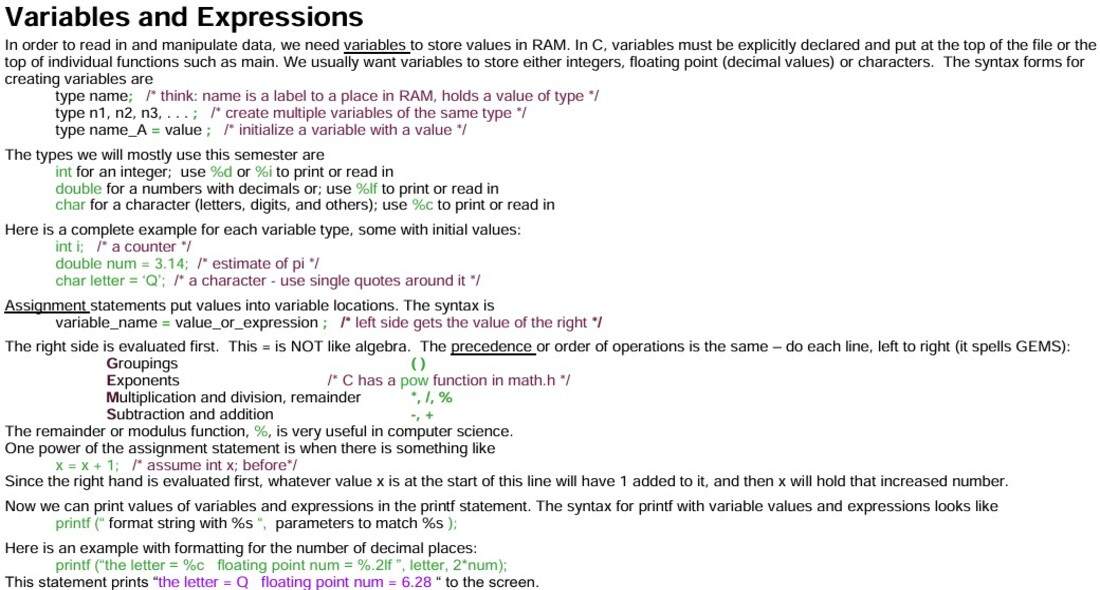 Variables and Expressions
In order to read in and manipulate data, we need variables to store values in RAM. In C, variables must be explicitly declared and put at the top of the file or the
top of individual functions such as main. We usually want variables to store either integers, floating point (decimal values) or characters.  The syntax forms for
creating variables are
type name;  /* think: name is a label to a place in RAM, holds a value of type */
type n1, n2, n3, . . . ;  /* create multiple variables of the same type */
type name_A = value ;  /* initialize a variable with a value */
The types we will mostly use this semester are
int for an integer;  use %d or %i to print or read in
double for a numbers with decimals or; use %lf to print or read in
char for a character (letters, digits, and others); use %c to print or read in
Here is a complete example for each variable type, some with initial values:
int i;  /* a counter */
double num = 3.14;  /* estimate of pi */
char letter = ‘Q’;  /* a character - use single quotes around it */
Assignment statements put values into variable locations. The syntax is
variable_name = value_or_expression ;  /* left side gets the value of the right */
The right side is evaluated first.  This = is NOT like algebra.  The precedence or order of operations is the same – do each line, left to right (it spells GEMS):
Groupings ( )
Exponents /* C has a pow function in math.h */
Multiplication and division, remainder *, /, %
Subtraction and addition -, +
The remainder or modulus function, %, is very useful in computer science.
One power of the assignment statement is when there is something like
x = x + 1;  /* assume int x; before*/
Since the right hand is evaluated first, whatever value x is at the start of this line will have 1 added to it, and then x will hold that increased number.
Now we can print values of variables and expressions in the printf statement. The syntax for printf with variable values and expressions looks like
printf (“ format string with %s “,  parameters to match %s );
Here is an example with formatting for the number of decimal places:
printf (“the letter = %c   floating point num = %.2lf ”, letter, 2*num);
This statement prints “the letter = Q   floating point num = 6.28 “ to the screen.